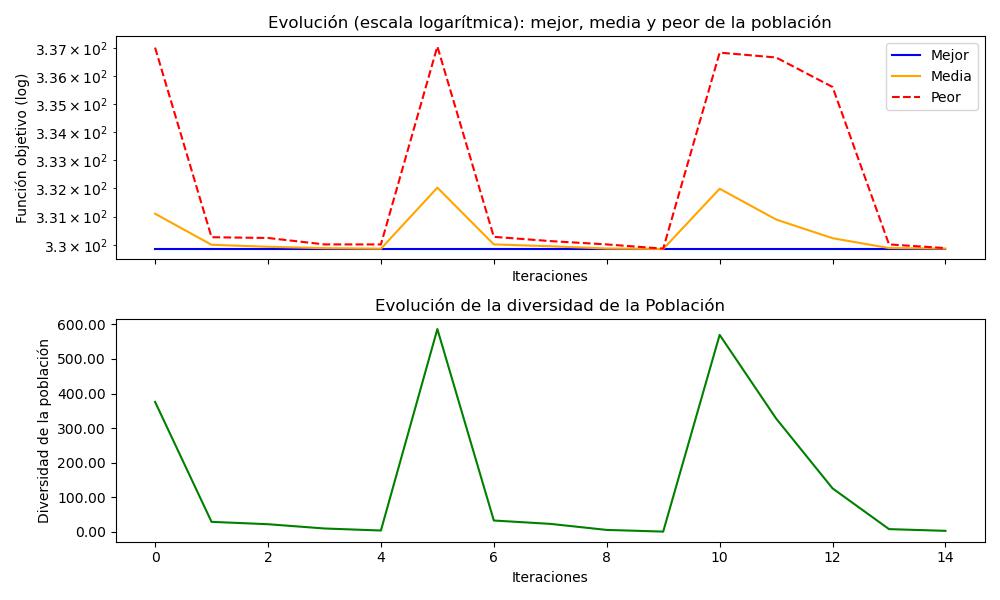 Evolución (escala logarítmica): mejor, media y peor de la población
Función objetivo (log)
3.37 × 10²
3.36 × 10²
3.35 × 10²
3.34 × 10²
3.33 × 10²
3.32 × 10²
3.31 × 10²
3.3 × 10²
Mejor
Media
Peor
Iteraciones
Evolución de la diversidad de la Población
Diversidad de la población
600.00
500.00
400.00
300.00
200.00
100.00
0.00
0 2 4 6 8 10 12 14
Iteraciones